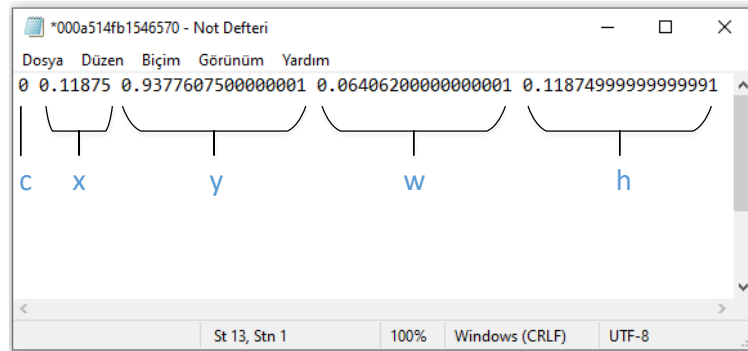 *000a514fb1546570 - Not Defteri
Dosya Düzen Biçim Görünüm Yardım
0 0.11875 0.9377607500000001 0.06406200000000001 0.11874999999999991
c x y w h
St 13, Stn 1 100% Windows (CRLF) UTF-8